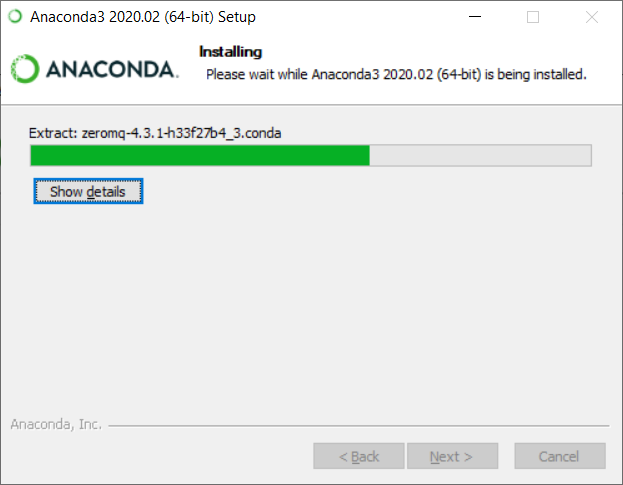 Anaconda3 2020.02 (64-bit) Setup
ANACONDA.
Installing
Please wait while Anaconda3 2020.02 (64-bit) is being installed.
Extract: zeromq-4.3.1-h33f27b4_3.conda
Show details
Anaconda, Inc.
< Back
Next >
Cancel